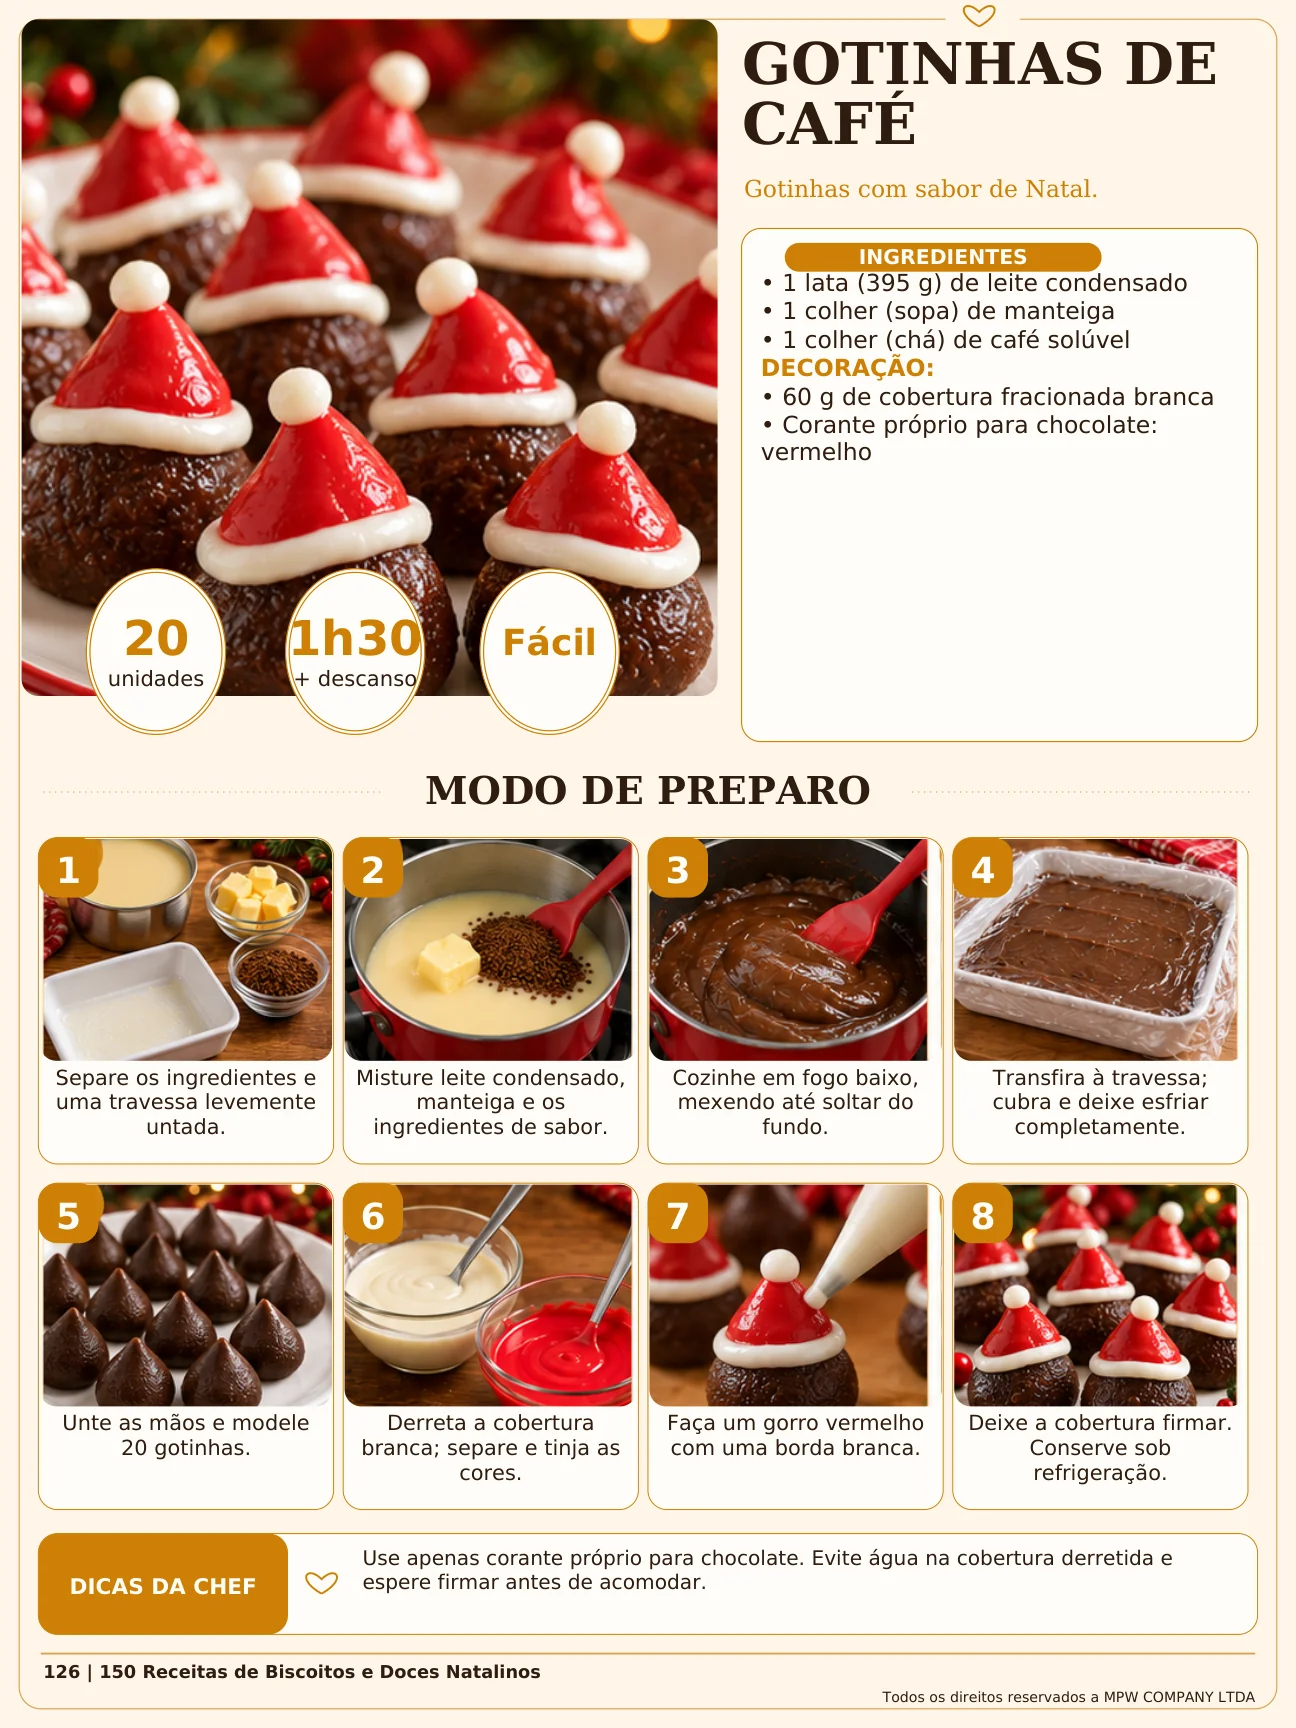 GOTINHAS DE
CAFÉ
Gotinhas com sabor de Natal.
INGREDIENTES
• 1 lata (395 g) de leite condensado
• 1 colher (sopa) de manteiga
• 1 colher (chá) de café solúvel
DECORAÇÃO:
• 60 g de cobertura fracionada branca
• Corante próprio para chocolate:
vermelho
20
unidades
1h30
+ descanso
Fácil
MODO DE PREPARO
1
Separe os ingredientes e
uma travessa levemente
untada.
2
Misture leite condensado,
manteiga e os
ingredientes de sabor.
3
Cozinhe em fogo baixo,
mexendo até soltar do
fundo.
4
Transfira à travessa;
cubra e deixe esfriar
completamente.
5
Unte as mãos e modele
20 gotinhas.
6
Derreta a cobertura
branca; separe e tinja as
cores.
7
Faça um gorro vermelho
com uma borda branca.
8
Deixe a cobertura firmar.
Conserve sob
refrigeração.
DICAS DA CHEF
Use apenas corante próprio para chocolate. Evite água na cobertura derretida e
espere firmar antes de acomodar.
126 | 150 Receitas de Biscoitos e Doces Natalinos
Todos os direitos reservados a MPW COMPANY LTDA